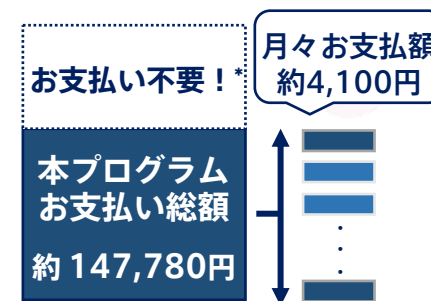 お支払い不要！*
月々お支払額
約4,100円
本プログラム
お支払い総額
約 147,780円